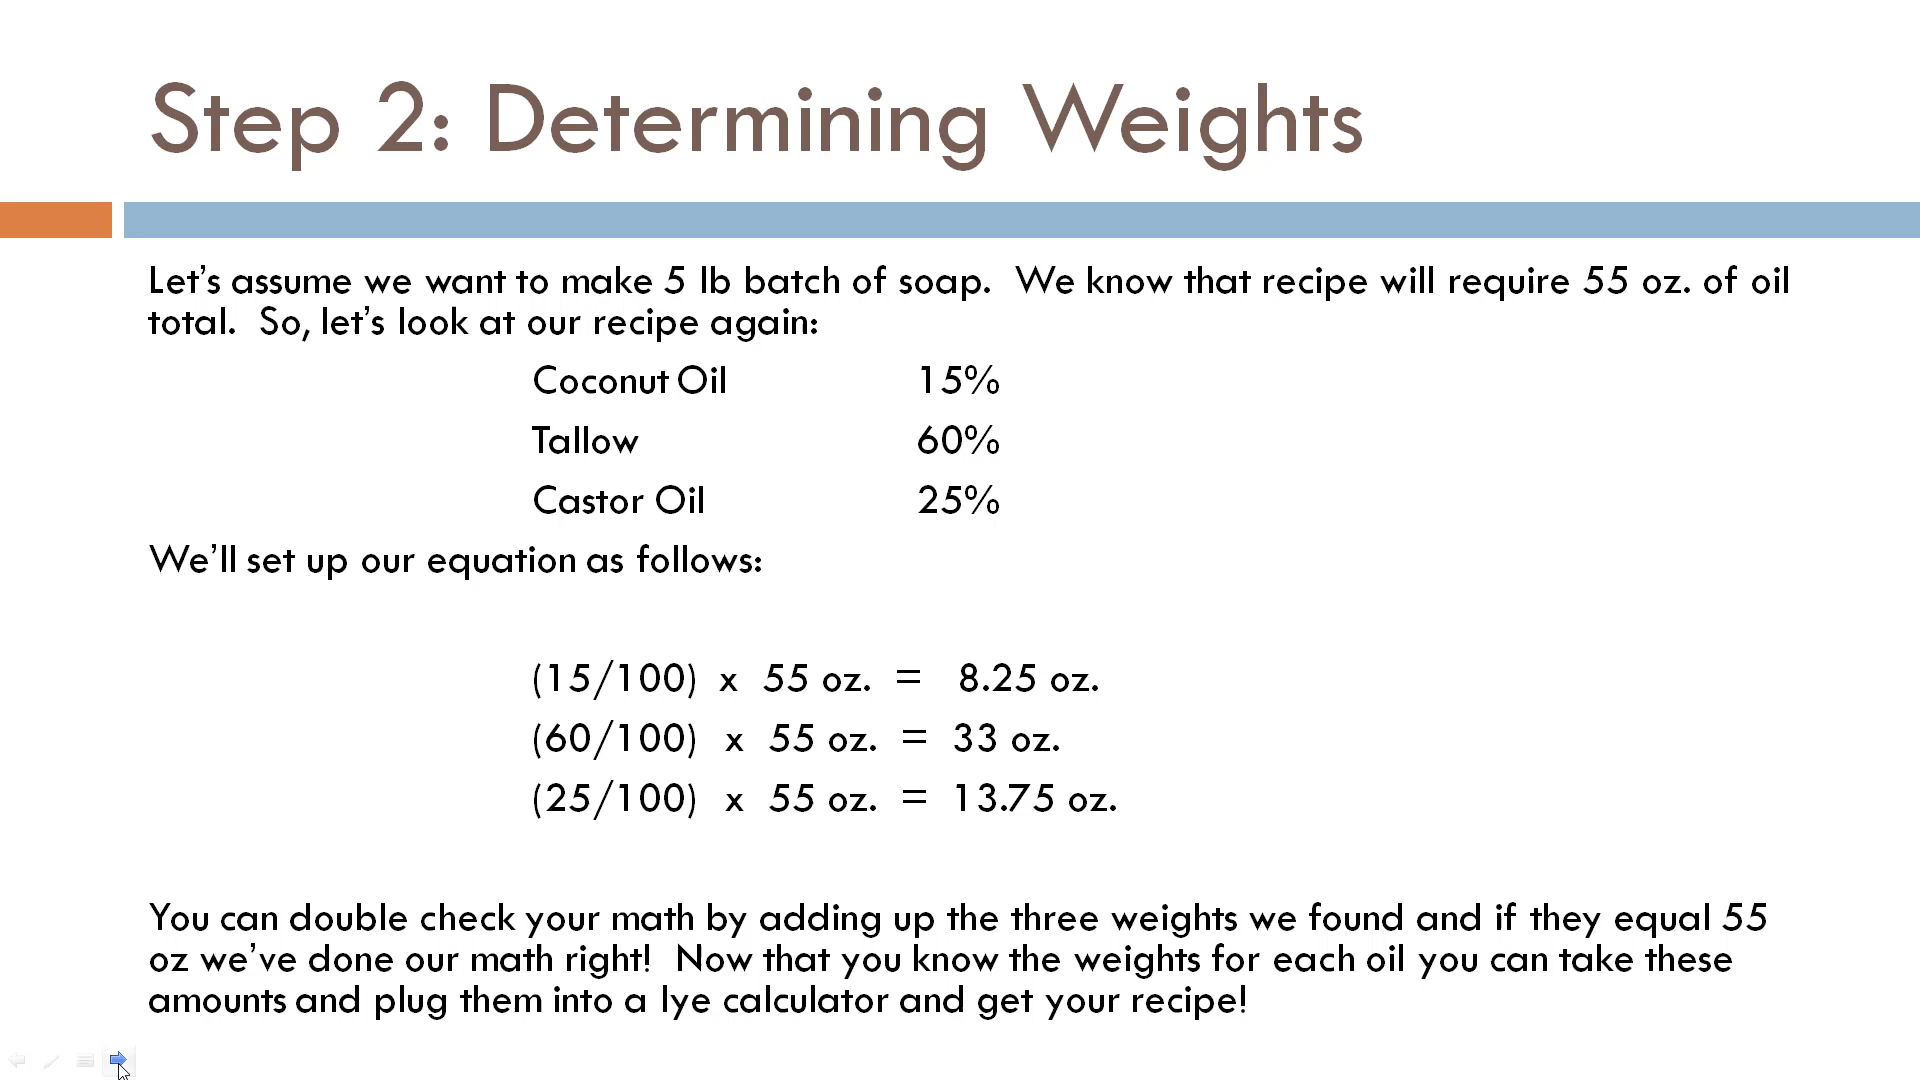 Step 2: Determining Weights
Let’s assume we want to make 5 lb batch of soap.  We know that recipe will require 55 oz. of oil
total.  So, let’s look at our recipe again:
Coconut Oil 15%
Tallow 60%
Castor Oil 25%
We’ll set up our equation as follows:
(15/100)  x  55 oz.  =   8.25 oz.
(60/100)  x  55 oz.  =  33 oz.
(25/100)  x  55 oz.  =  13.75 oz.
You can double check your math by adding up the three weights we found and if they equal 55
oz we’ve done our math right!  Now that you know the weights for each oil you can take these
amounts and plug them into a lye calculator and get your recipe!